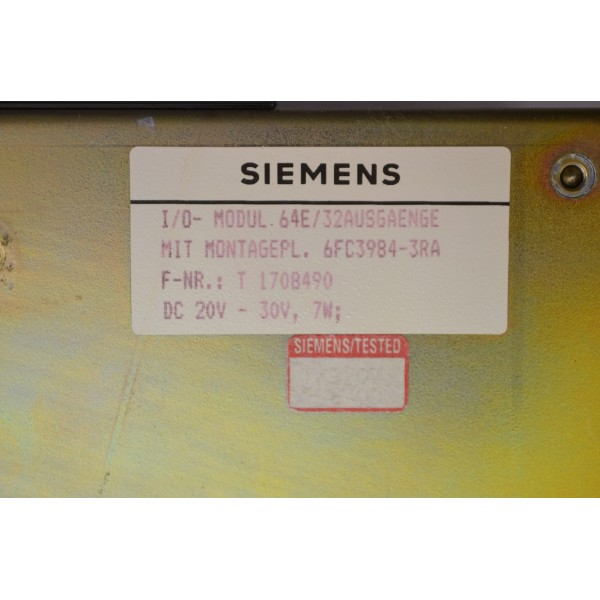 SIEMENS
I/O- MODUL 64E/32AUSGAENGE
MIT MONTAGEPL. 6FC3984-3RA
F-NR.: T 1708490
DC 20V - 30V, 7W;
SIEMENS/TESTED